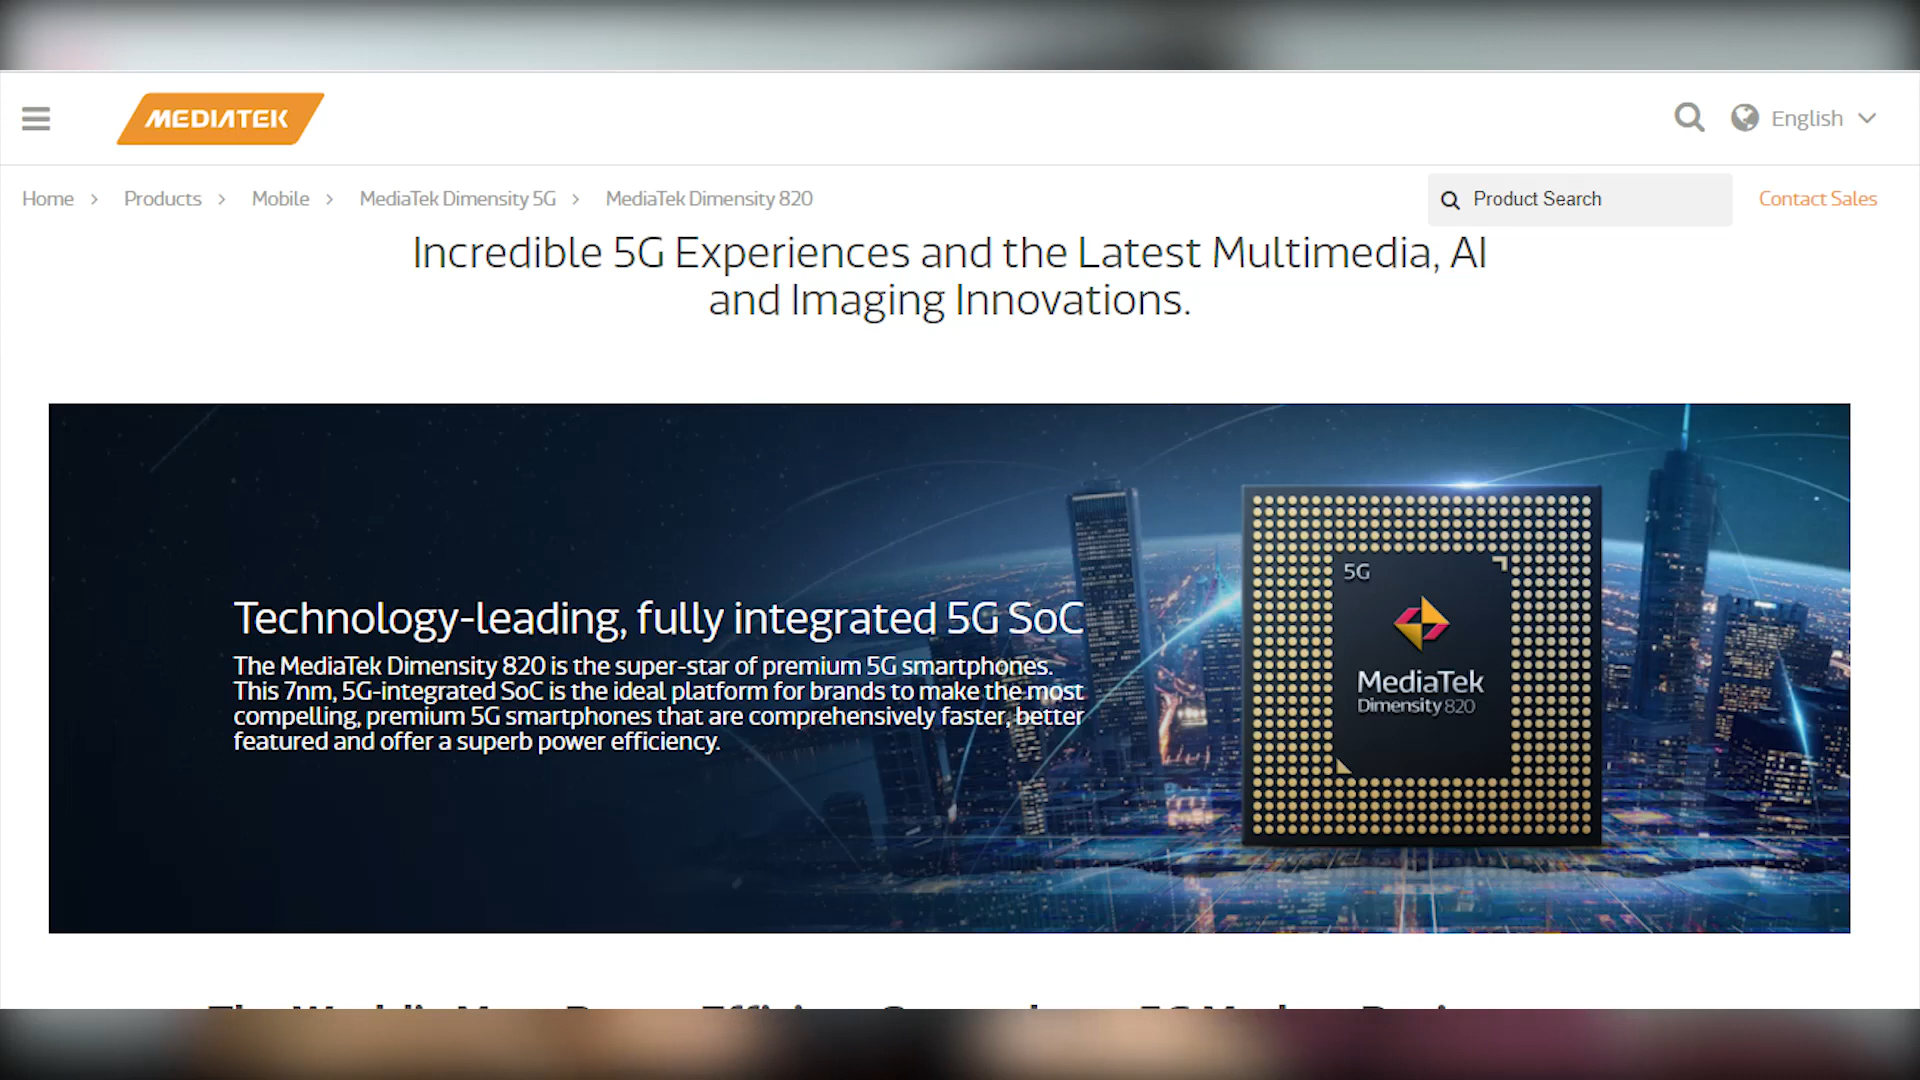 MEDIATEK
English
Home > Products > Mobile > MediaTek Dimensity 5G > MediaTek Dimensity 820
Product Search
Contact Sales
Incredible 5G Experiences and the Latest Multimedia, AI
and Imaging Innovations.
Technology-leading, fully integrated 5G SoC
The MediaTek Dimensity 820 is the super-star of premium 5G smartphones.
This 7nm, 5G-integrated SoC is the ideal platform for brands to make the most
compelling, premium 5G smartphones that are comprehensively faster, better
featured and offer a superb power efficiency.
5G
MediaTek
Dimensity 820